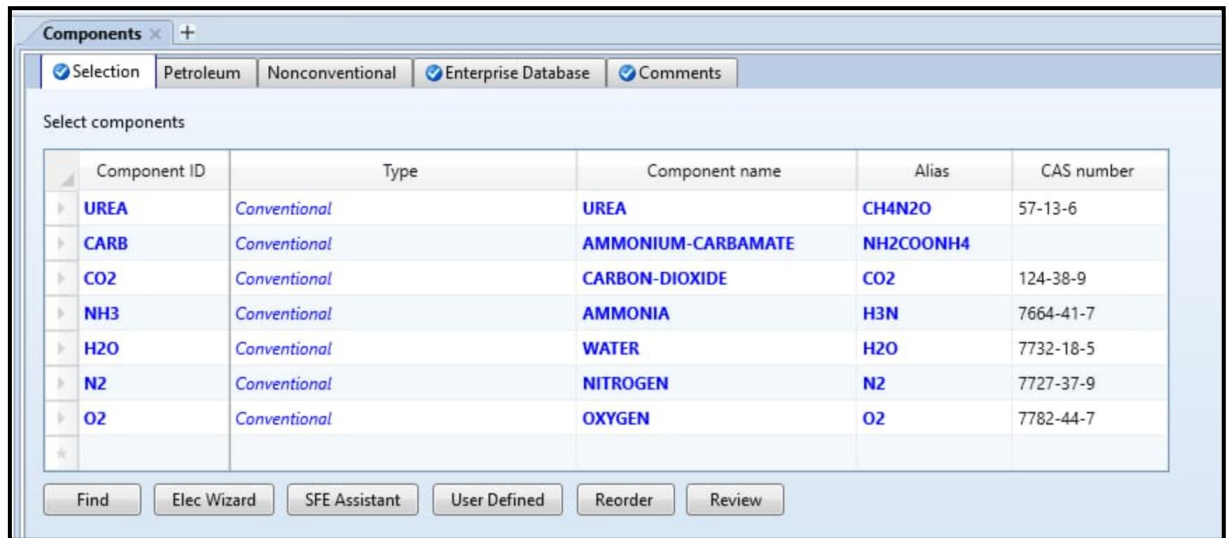 Components × +
Selection Petroleum Nonconventional Enterprise Database Comments
Select components
Component ID Type Component name Alias CAS number
UREA Conventional UREA CH4N2O 57-13-6
CARB Conventional AMMONIUM-CARBAMATE NH2COONH4
CO2 Conventional CARBON-DIOXIDE CO2 124-38-9
NH3 Conventional AMMONIA H3N 7664-41-7
H2O Conventional WATER H2O 7732-18-5
N2 Conventional NITROGEN N2 7727-37-9
O2 Conventional OXYGEN O2 7782-44-7
Find Elec Wizard SFE Assistant User Defined Reorder Review